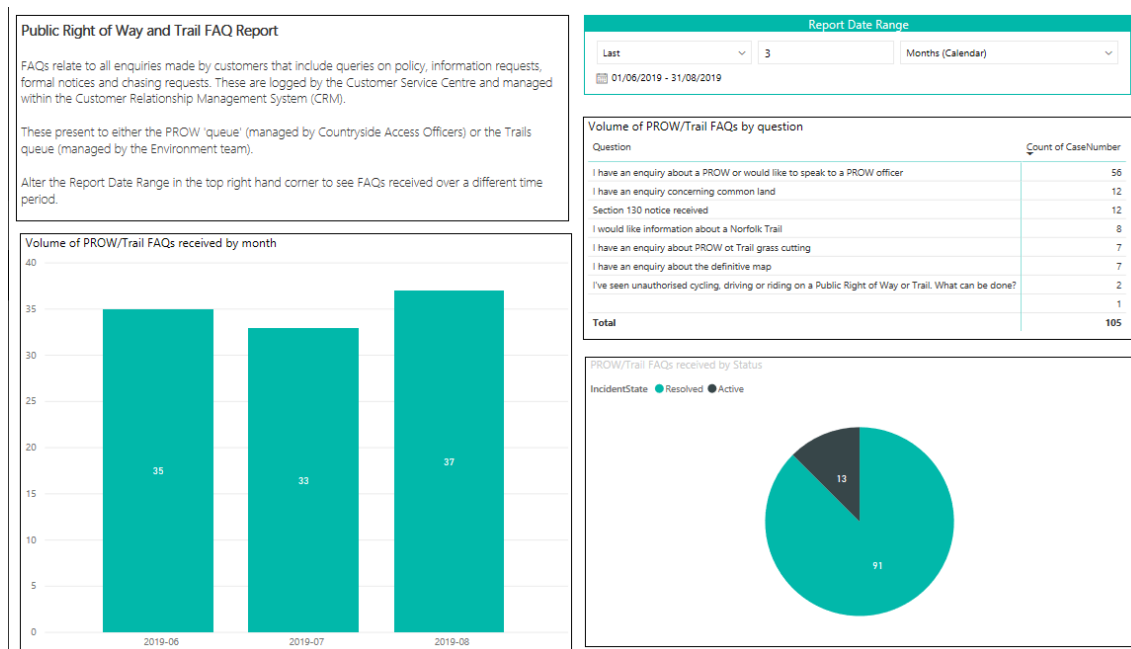 Public Right of Way and Trail FAQ Report
FAQs relate to all enquiries made by customers that include queries on policy, information requests,
formal notices and chasing requests. These are logged by the Customer Service Centre and managed
within the Customer Relationship Management System (CRM).
These present to either the PROW 'queue' (managed by Countryside Access Officers) or the Trails
queue (managed by the Environment team).
Alter the Report Date Range in the top right hand corner to see FAQs received over a different time
period.
Report Date Range
Last 3 Months (Calendar)
01/06/2019 - 31/08/2019
Volume of PROW/Trail FAQs by question
Question Count of CaseNumber
I have an enquiry about a PROW or would like to speak to a PROW officer 56
I have an enquiry concerning common land 12
Section 130 notice received 12
I would like information about a Norfolk Trail 8
I have an enquiry about PROW ot Trail grass cutting 7
I have an enquiry about the definitive map 7
I've seen unauthorised cycling, driving or riding on a Public Right of Way or Trail. What can be done? 2
1
Total 105
Volume of PROW/Trail FAQs received by month
40
35
30
25
20
15
10
5
0
35
33
37
2019-06 2019-07 2019-08
PROW/Trail FAQs received by Status
IncidentState Resolved Active
13
91